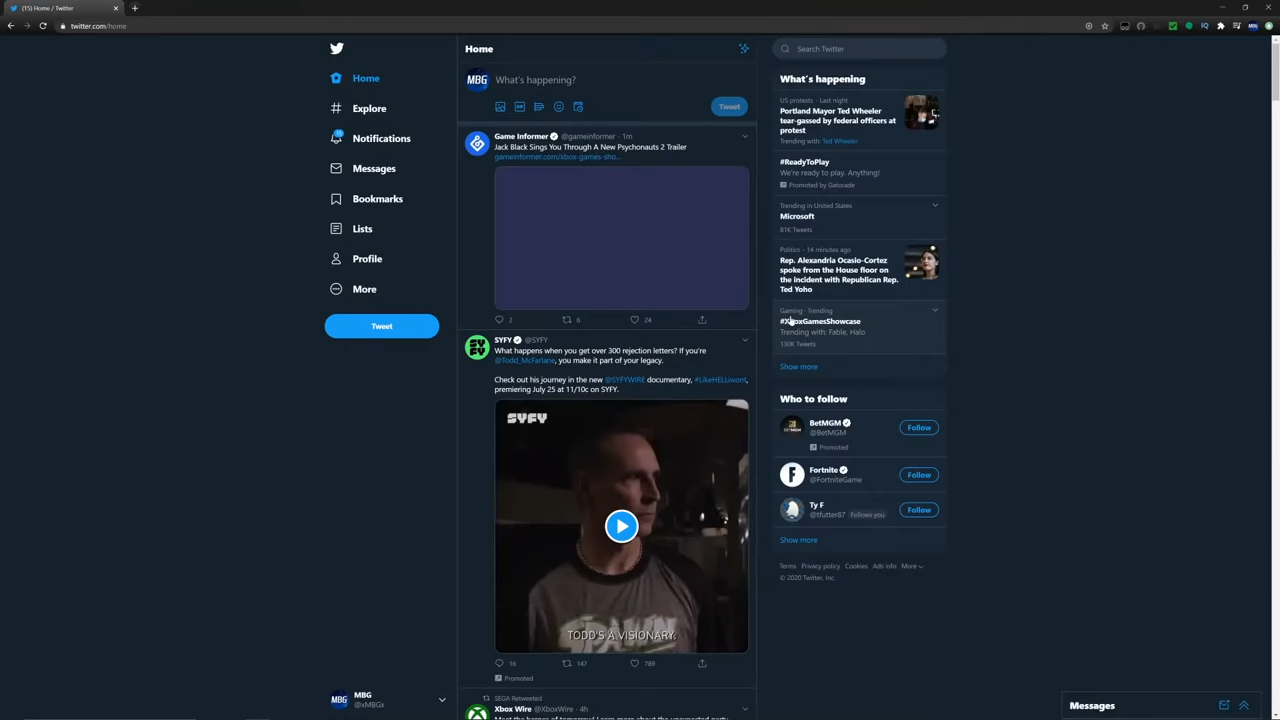 (15) Home / Twitter
twitter.com/home
Home
Explore
15
Notifications
Messages
Bookmarks
Lists
Profile
More
Tweet
MBG
@xMBGx
Home
MBG
What's happening?
Tweet
Game Informer @gameinformer · 1m
Jack Black Sings You Through A New Psychonauts 2 Trailer
gameinformer.com/xbox-games-sho...
2 6 24
SYFY @SYFY
What happens when you get over 300 rejection letters? If you're
@Todd_McFarlane, you make it part of your legacy.
Check out his journey in the new @SYFYWIRE documentary, #LikeHELLiwont,
premiering July 25 at 11/10c on SYFY.
SYFY
TODD'S A VISIONARY.
16 147 789
Promoted
SEGA Retweeted
Xbox Wire @XboxWire · 4h
Search Twitter
What's happening
US protests · Last night
Portland Mayor Ted Wheeler
tear-gassed by federal officers at
protest
Trending with: Ted Wheeler
#ReadyToPlay
We're ready to play. Anything!
Promoted by Gatorade
Trending in United States
Microsoft
81K Tweets
Politics · 14 minutes ago
Rep. Alexandria Ocasio-Cortez
spoke from the House floor on
the incident with Republican Rep.
Ted Yoho
Gaming · Trending
#XboxGamesShowcase
Trending with: Fable, Halo
130K Tweets
Show more
Who to follow
BetMGM
@BetMGM
Follow
Promoted
Fortnite
@FortniteGame
Follow
Ty F
@tfutter87 Follows you
Follow
Show more
Terms Privacy policy Cookies Ads info More
© 2020 Twitter, Inc.
Messages